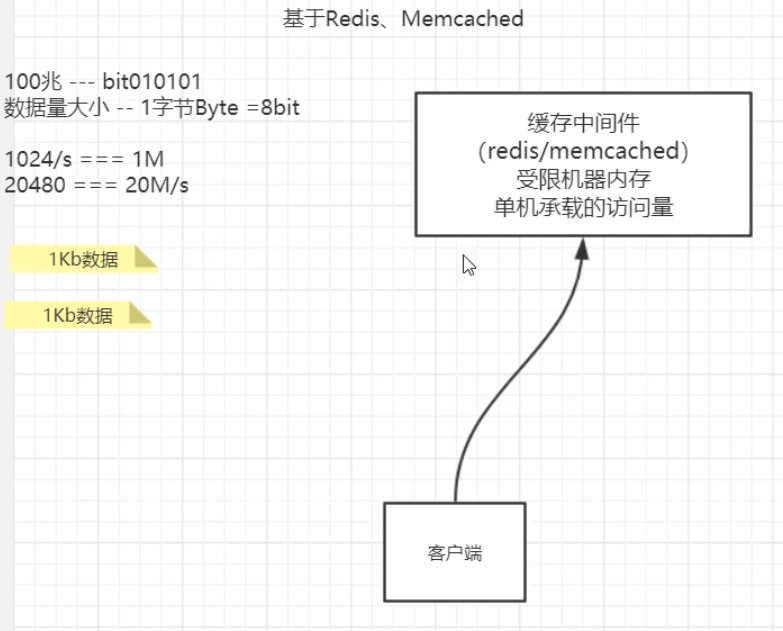 基于Redis、Memcached
100兆 --- bit010101
数据量大小 -- 1字节Byte =8bit
1024/s === 1M
20480 === 20M/s
1Kb数据
1Kb数据
缓存中间件
（redis/memcached）
受限机器内存
单机承载的访问量
客户端